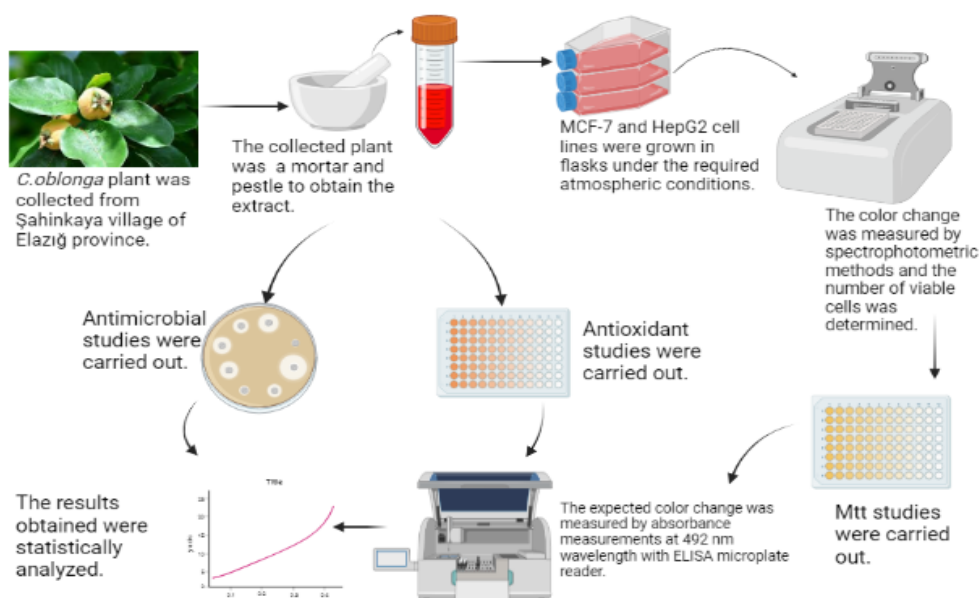 C.oblonga plant was
collected from
Şahinkaya village of
Elazığ province.
The collected plant
was a mortar and
pestle to obtain the
extract.
MCF-7 and HepG2 cell
lines were grown in
flasks under the required
atmospheric conditions.
The color change
was measured by
spectrophotometric
methods and the
number of viable
cells was
determined.
Antimicrobial
studies were
carried out.
Antioxidant
studies were
carried out.
Mtt studies
were carried
out.
The expected color change was
measured by absorbance
measurements at 492 nm
wavelength with ELISA microplate
reader.
The results
obtained were
statistically
analyzed.